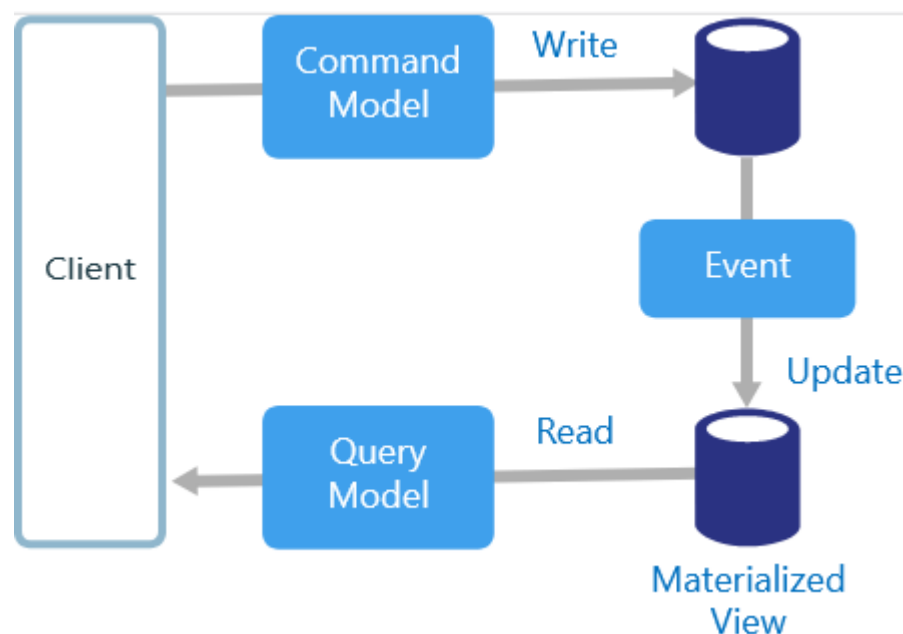 Command
Model
Write
Client
Event
Update
Query
Model
Read
Materialized
View